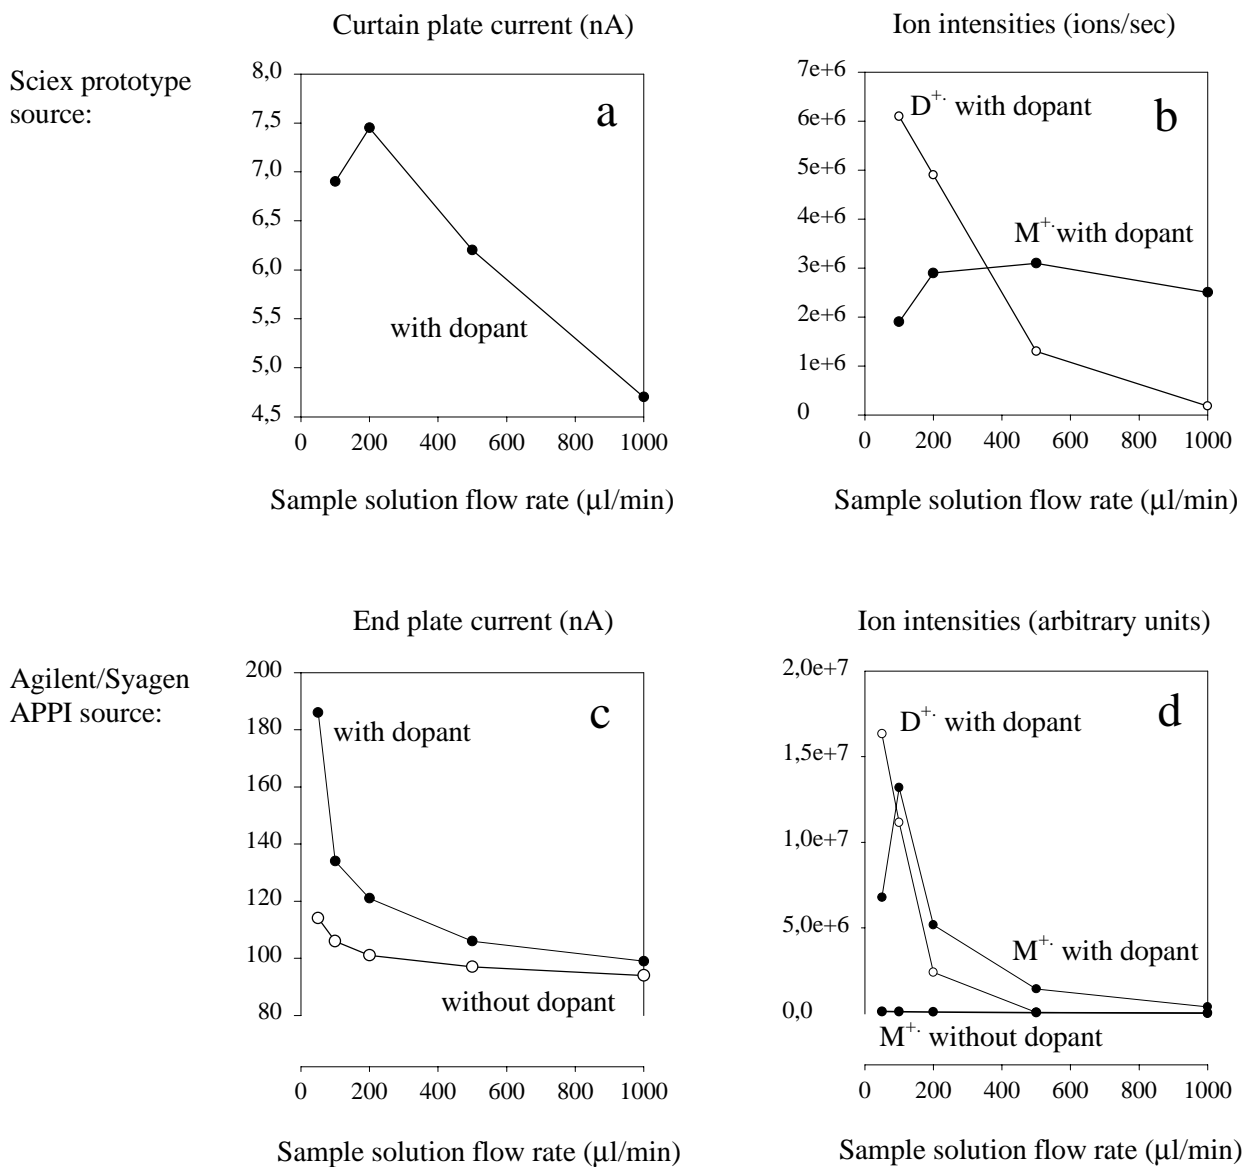 Curtain plate current (nA)
Ion intensities (ions/sec)
Sciex prototype
source:
8,0
7,5
7,0
6,5
6,0
5,5
5,0
4,5
a
with dopant
0 200 400 600 800 1000
Sample solution flow rate (μl/min)
7e+6
6e+6
5e+6
4e+6
3e+6
2e+6
1e+6
0
D+. with dopant
b
M+. with dopant
0 200 400 600 800 1000
Sample solution flow rate (μl/min)
End plate current (nA)
Ion intensities (arbitrary units)
Agilent/Syagen
APPI source:
200
180
160
140
120
100
80
c
with dopant
without dopant
0 200 400 600 800 1000
Sample solution flow rate (μl/min)
2,0e+7
1,5e+7
1,0e+7
5,0e+6
0,0
D+. with dopant
d
M+. with dopant
M+. without dopant
0 200 400 600 800 1000
Sample solution flow rate (μl/min)